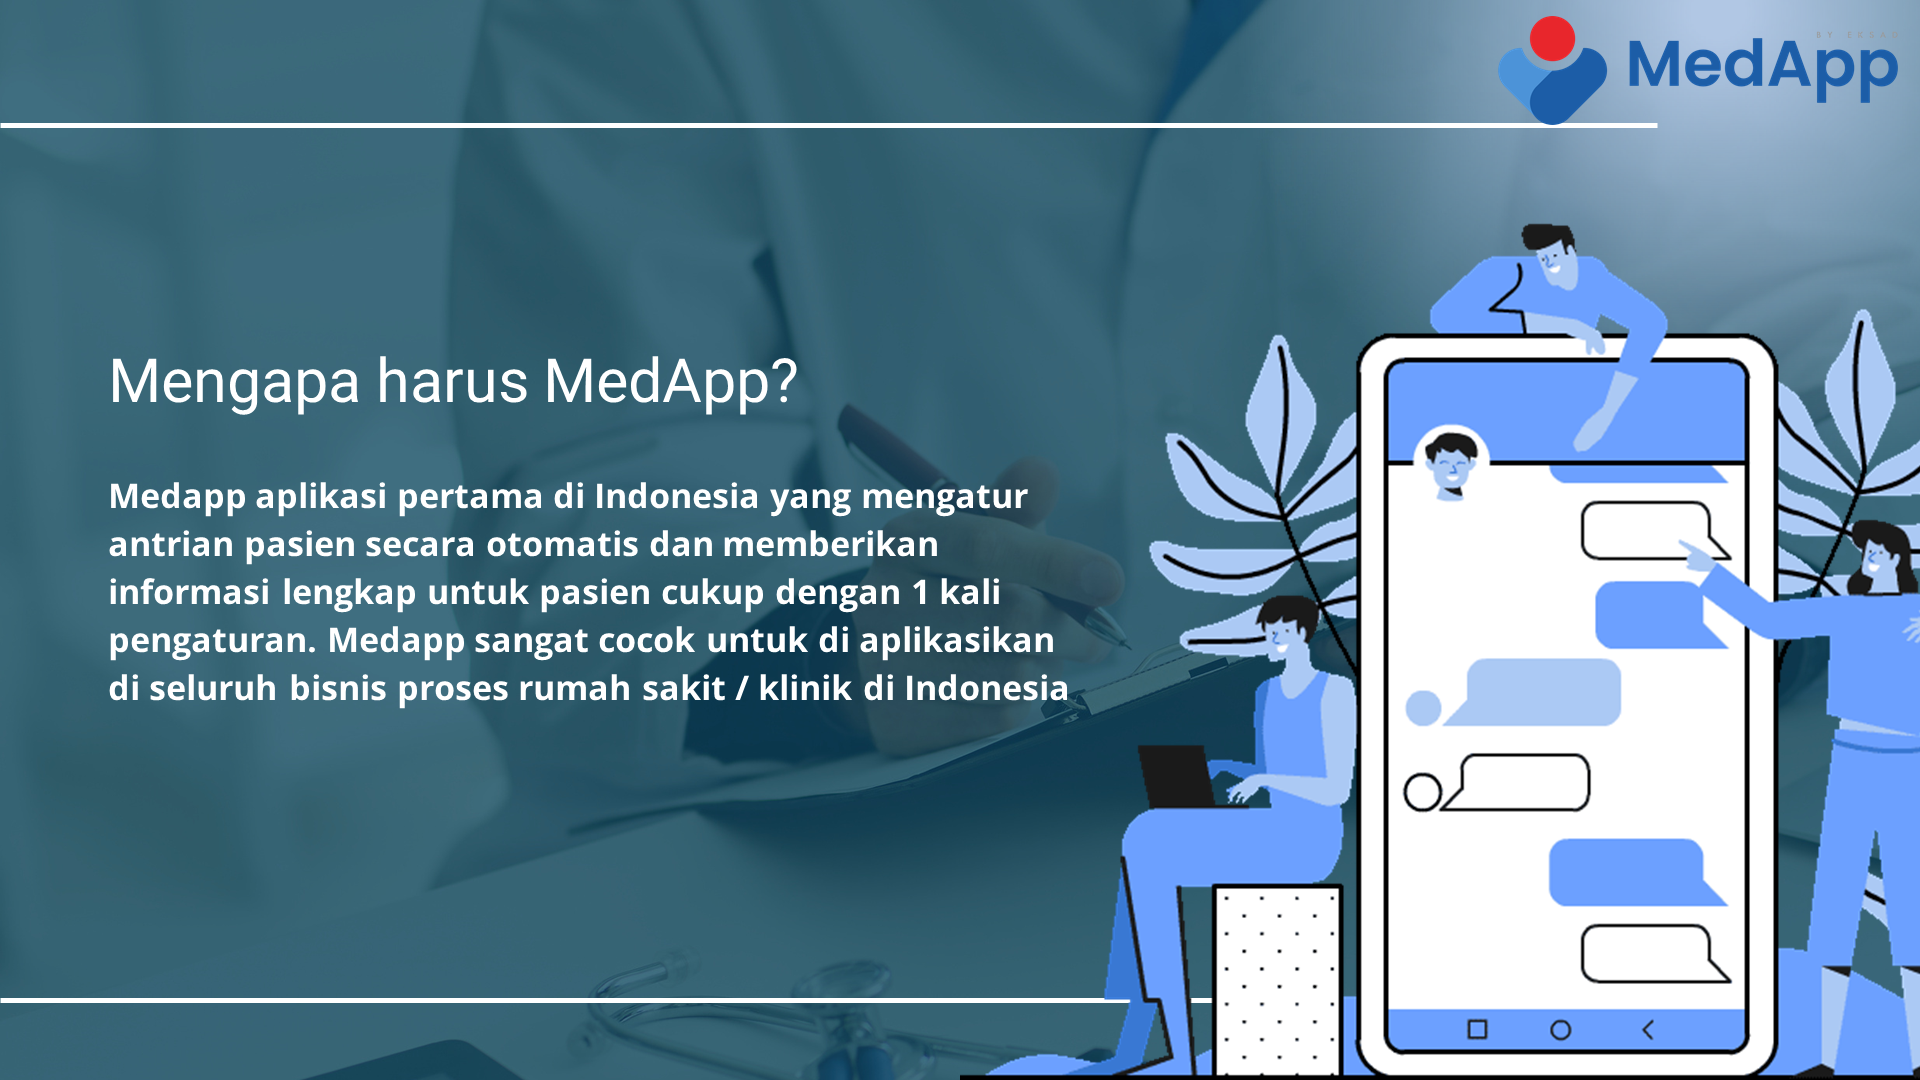 MedApp
Mengapa harus MedApp?
Medapp aplikasi pertama di Indonesia yang mengatur
antrian pasien secara otomatis dan memberikan
informasi lengkap untuk pasien cukup dengan 1 kali
pengaturan. Medapp sangat cocok untuk di aplikasikan
di seluruh bisnis proses rumah sakit / klinik di Indonesia